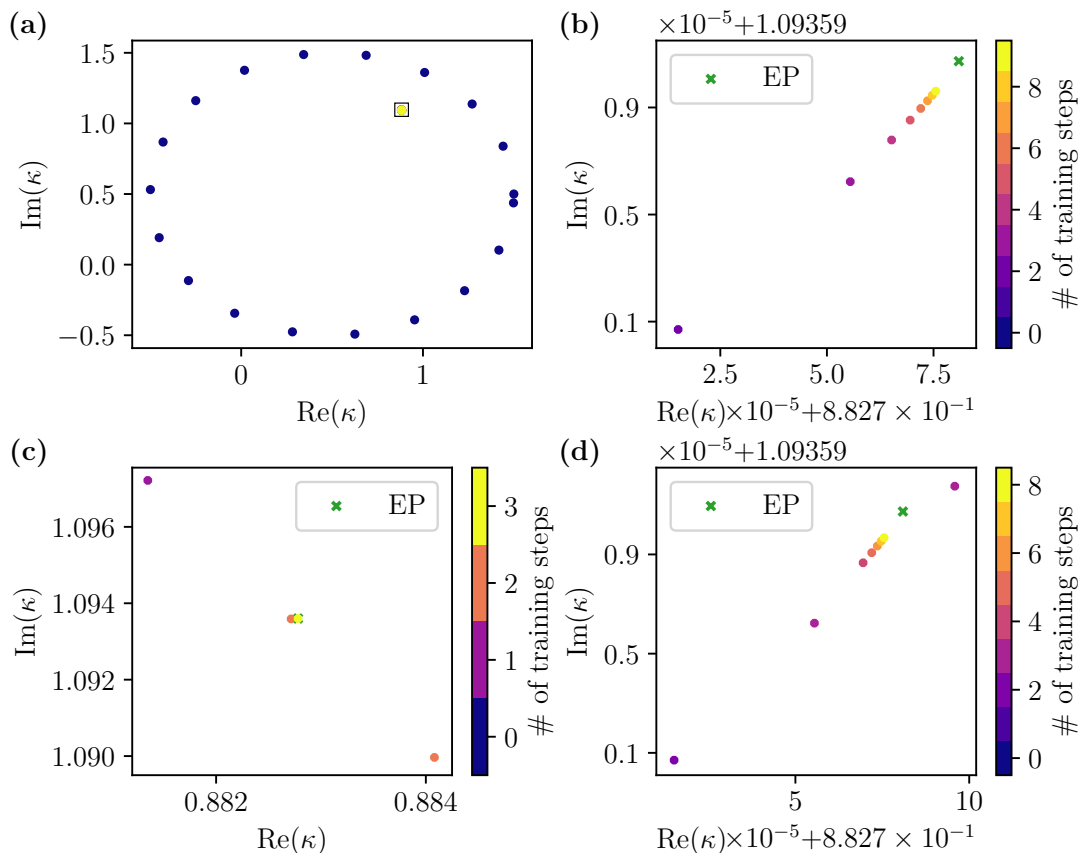 (a)
1.5
1.0
0.5
0.0
−0.5
Im(κ)
0
1
Re(κ)
(b)
×10⁻⁵+1.09359
EP
0.9
0.5
0.1
Im(κ)
2.5
5.0
7.5
Re(κ)×10⁻⁵+8.827 × 10⁻¹
8
6
4
2
0
# of training steps
(c)
EP
1.096
1.094
1.092
1.090
Im(κ)
0.882
0.884
Re(κ)
3
2
1
0
# of training steps
(d)
×10⁻⁵+1.09359
EP
0.9
0.5
0.1
Im(κ)
5
10
Re(κ)×10⁻⁵+8.827 × 10⁻¹
8
6
4
2
0
# of training steps